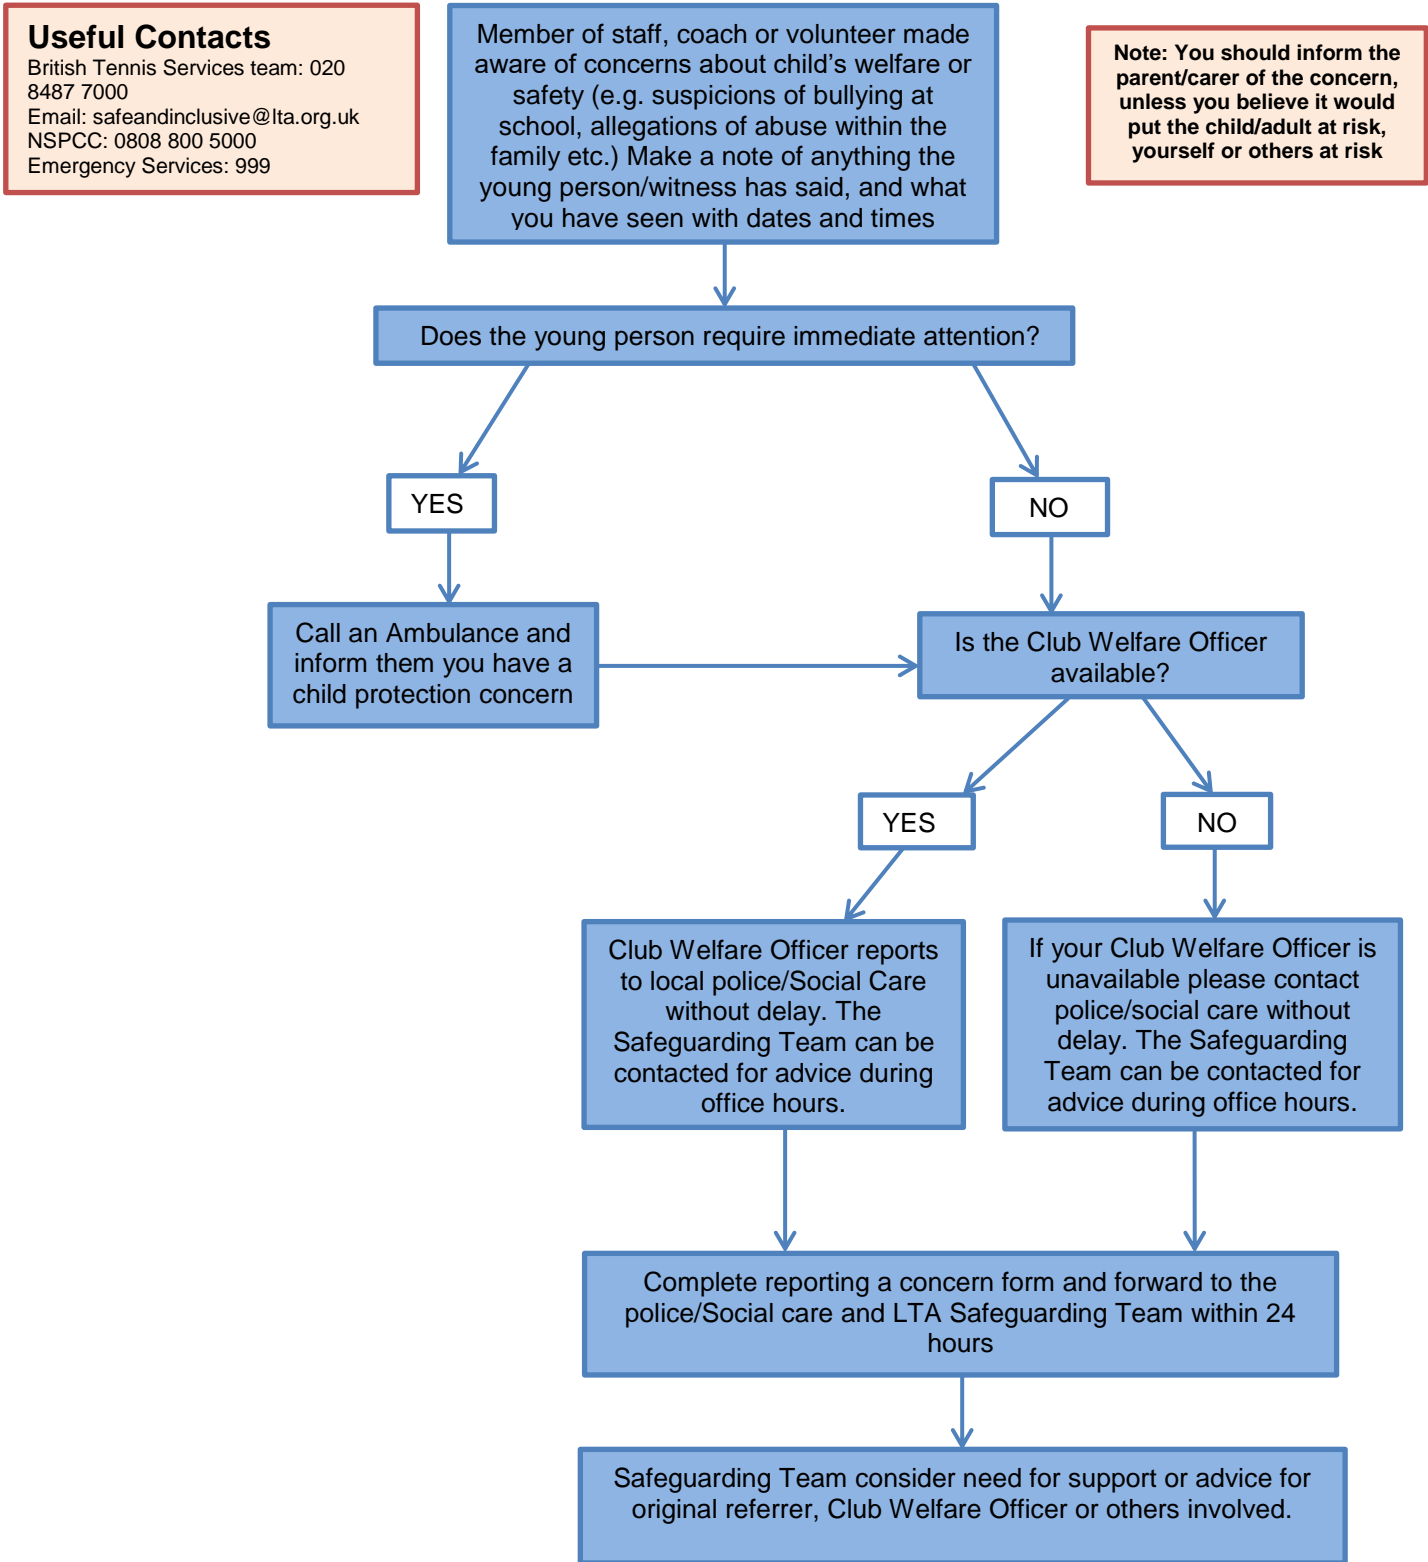 Useful Contacts
British Tennis Services team: 020
8487 7000
Email: safeandinclusive@lta.org.uk
NSPCC: 0808 800 5000
Emergency Services: 999
Member of staff, coach or volunteer made
aware of concerns about child’s welfare or
safety (e.g. suspicions of bullying at
school, allegations of abuse within the
family etc.) Make a note of anything the
young person/witness has said, and what
you have seen with dates and times
Note: You should inform the
parent/carer of the concern,
unless you believe it would
put the child/adult at risk,
yourself or others at risk
Does the young person require immediate attention?
YES
NO
Call an Ambulance and
inform them you have a
child protection concern
Is the Club Welfare Officer
available?
YES
NO
Club Welfare Officer reports
to local police/Social Care
without delay. The
Safeguarding Team can be
contacted for advice during
office hours.
If your Club Welfare Officer is
unavailable please contact
police/social care without
delay. The Safeguarding
Team can be contacted for
advice during office hours.
Complete reporting a concern form and forward to the
police/Social care and LTA Safeguarding Team within 24
hours
Safeguarding Team consider need for support or advice for
original referrer, Club Welfare Officer or others involved.